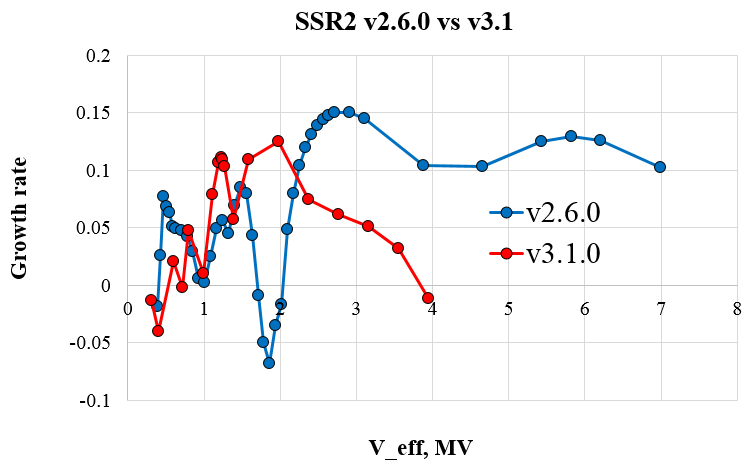 SSR2 v2.6.0 vs v3.1
0.2
0.15
0.1
0.05
0
-0.05
-0.1
Growth rate
0 1 2 3 4 5 6 7 8
v2.6.0
v3.1.0
V_eff, MV